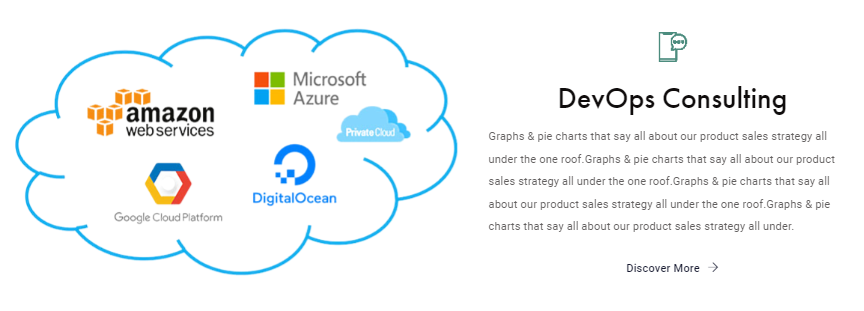 amazon
webservices
Microsoft
Azure
Private Cloud
Google Cloud Platform
DigitalOcean
DevOps Consulting
Graphs & pie charts that say all about our product sales strategy all
under the one roof.Graphs & pie charts that say all about our product
sales strategy all under the one roof.Graphs & pie charts that say all
about our product sales strategy all under the one roof.Graphs & pie
charts that say all about our product sales strategy all under.
Discover More →